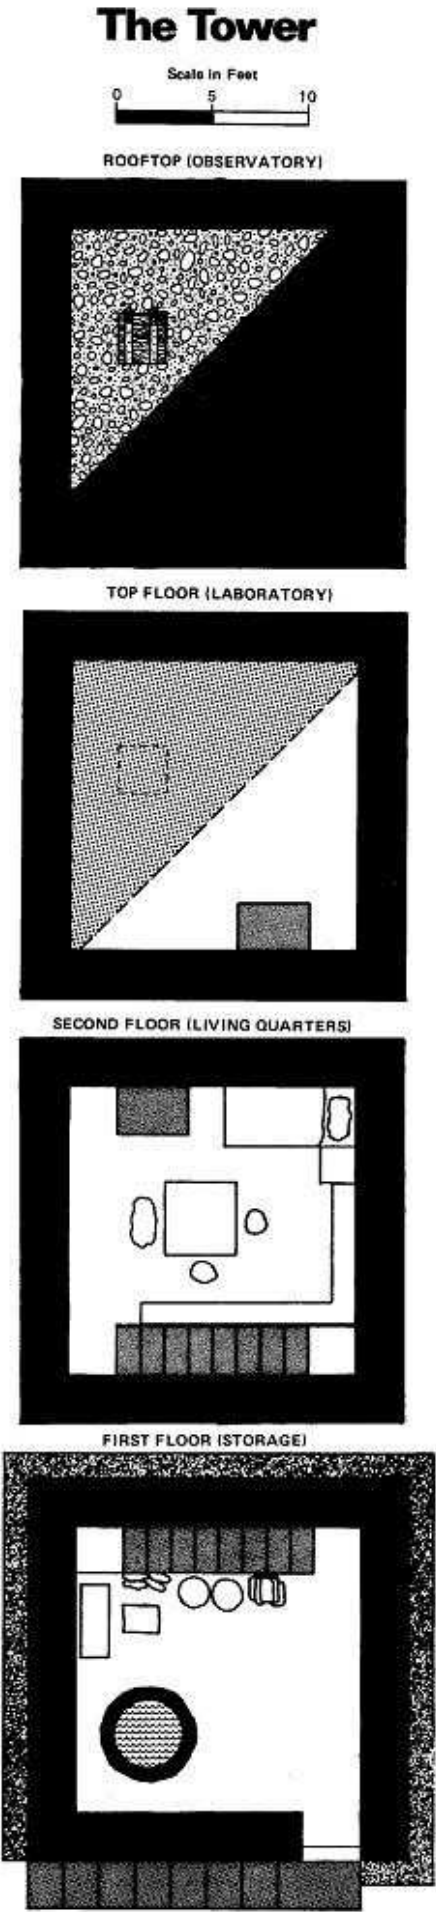 The Tower
Scale in Feet
0 5 10
ROOFTOP (OBSERVATORY)
TOP FLOOR (LABORATORY)
SECOND FLOOR (LIVING QUARTERS)
FIRST FLOOR (STORAGE)